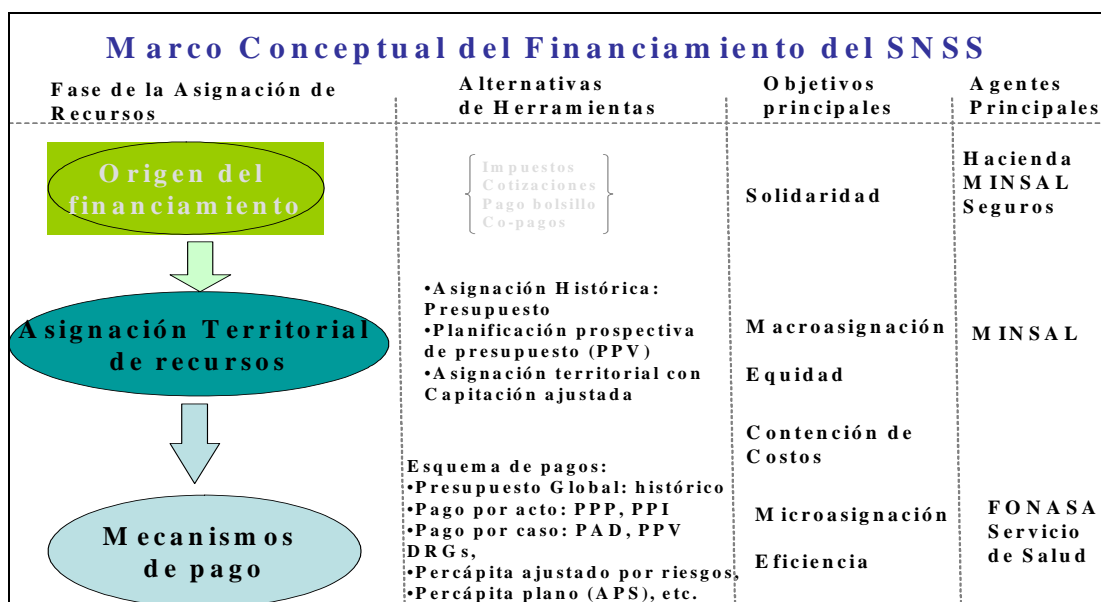 Marco Conceptual del Financiamiento del SNSS
Fase de la Asignación de
Recursos
Alternativas
de Herramientas
Objetivos
principales
Agentes
Principales
Origen del
financiamiento
Impuestos
Cotizaciones
Pago bolsillo
Co-pagos
Solidaridad
Hacienda
MINSAL
Seguros
Asignación Territorial
de recursos
•Asignación Histórica:
Presupuesto
•Planificación prospectiva
de presupuesto (PPV)
•Asignación territorial con
Capitación ajustada
Macroasignación
Equidad
Contención de
Costos
MINSAL
Mecanismos
de pago
Esquema de pagos:
•Presupuesto Global: histórico
•Pago por acto: PPP, PPI
•Pago por caso: PAD, PPV
DRGs,
•Percápita ajustado por riesgos,
•Percápita plano (APS), etc.
Microasignación
Eficiencia
FONASA
Servicio
de Salud